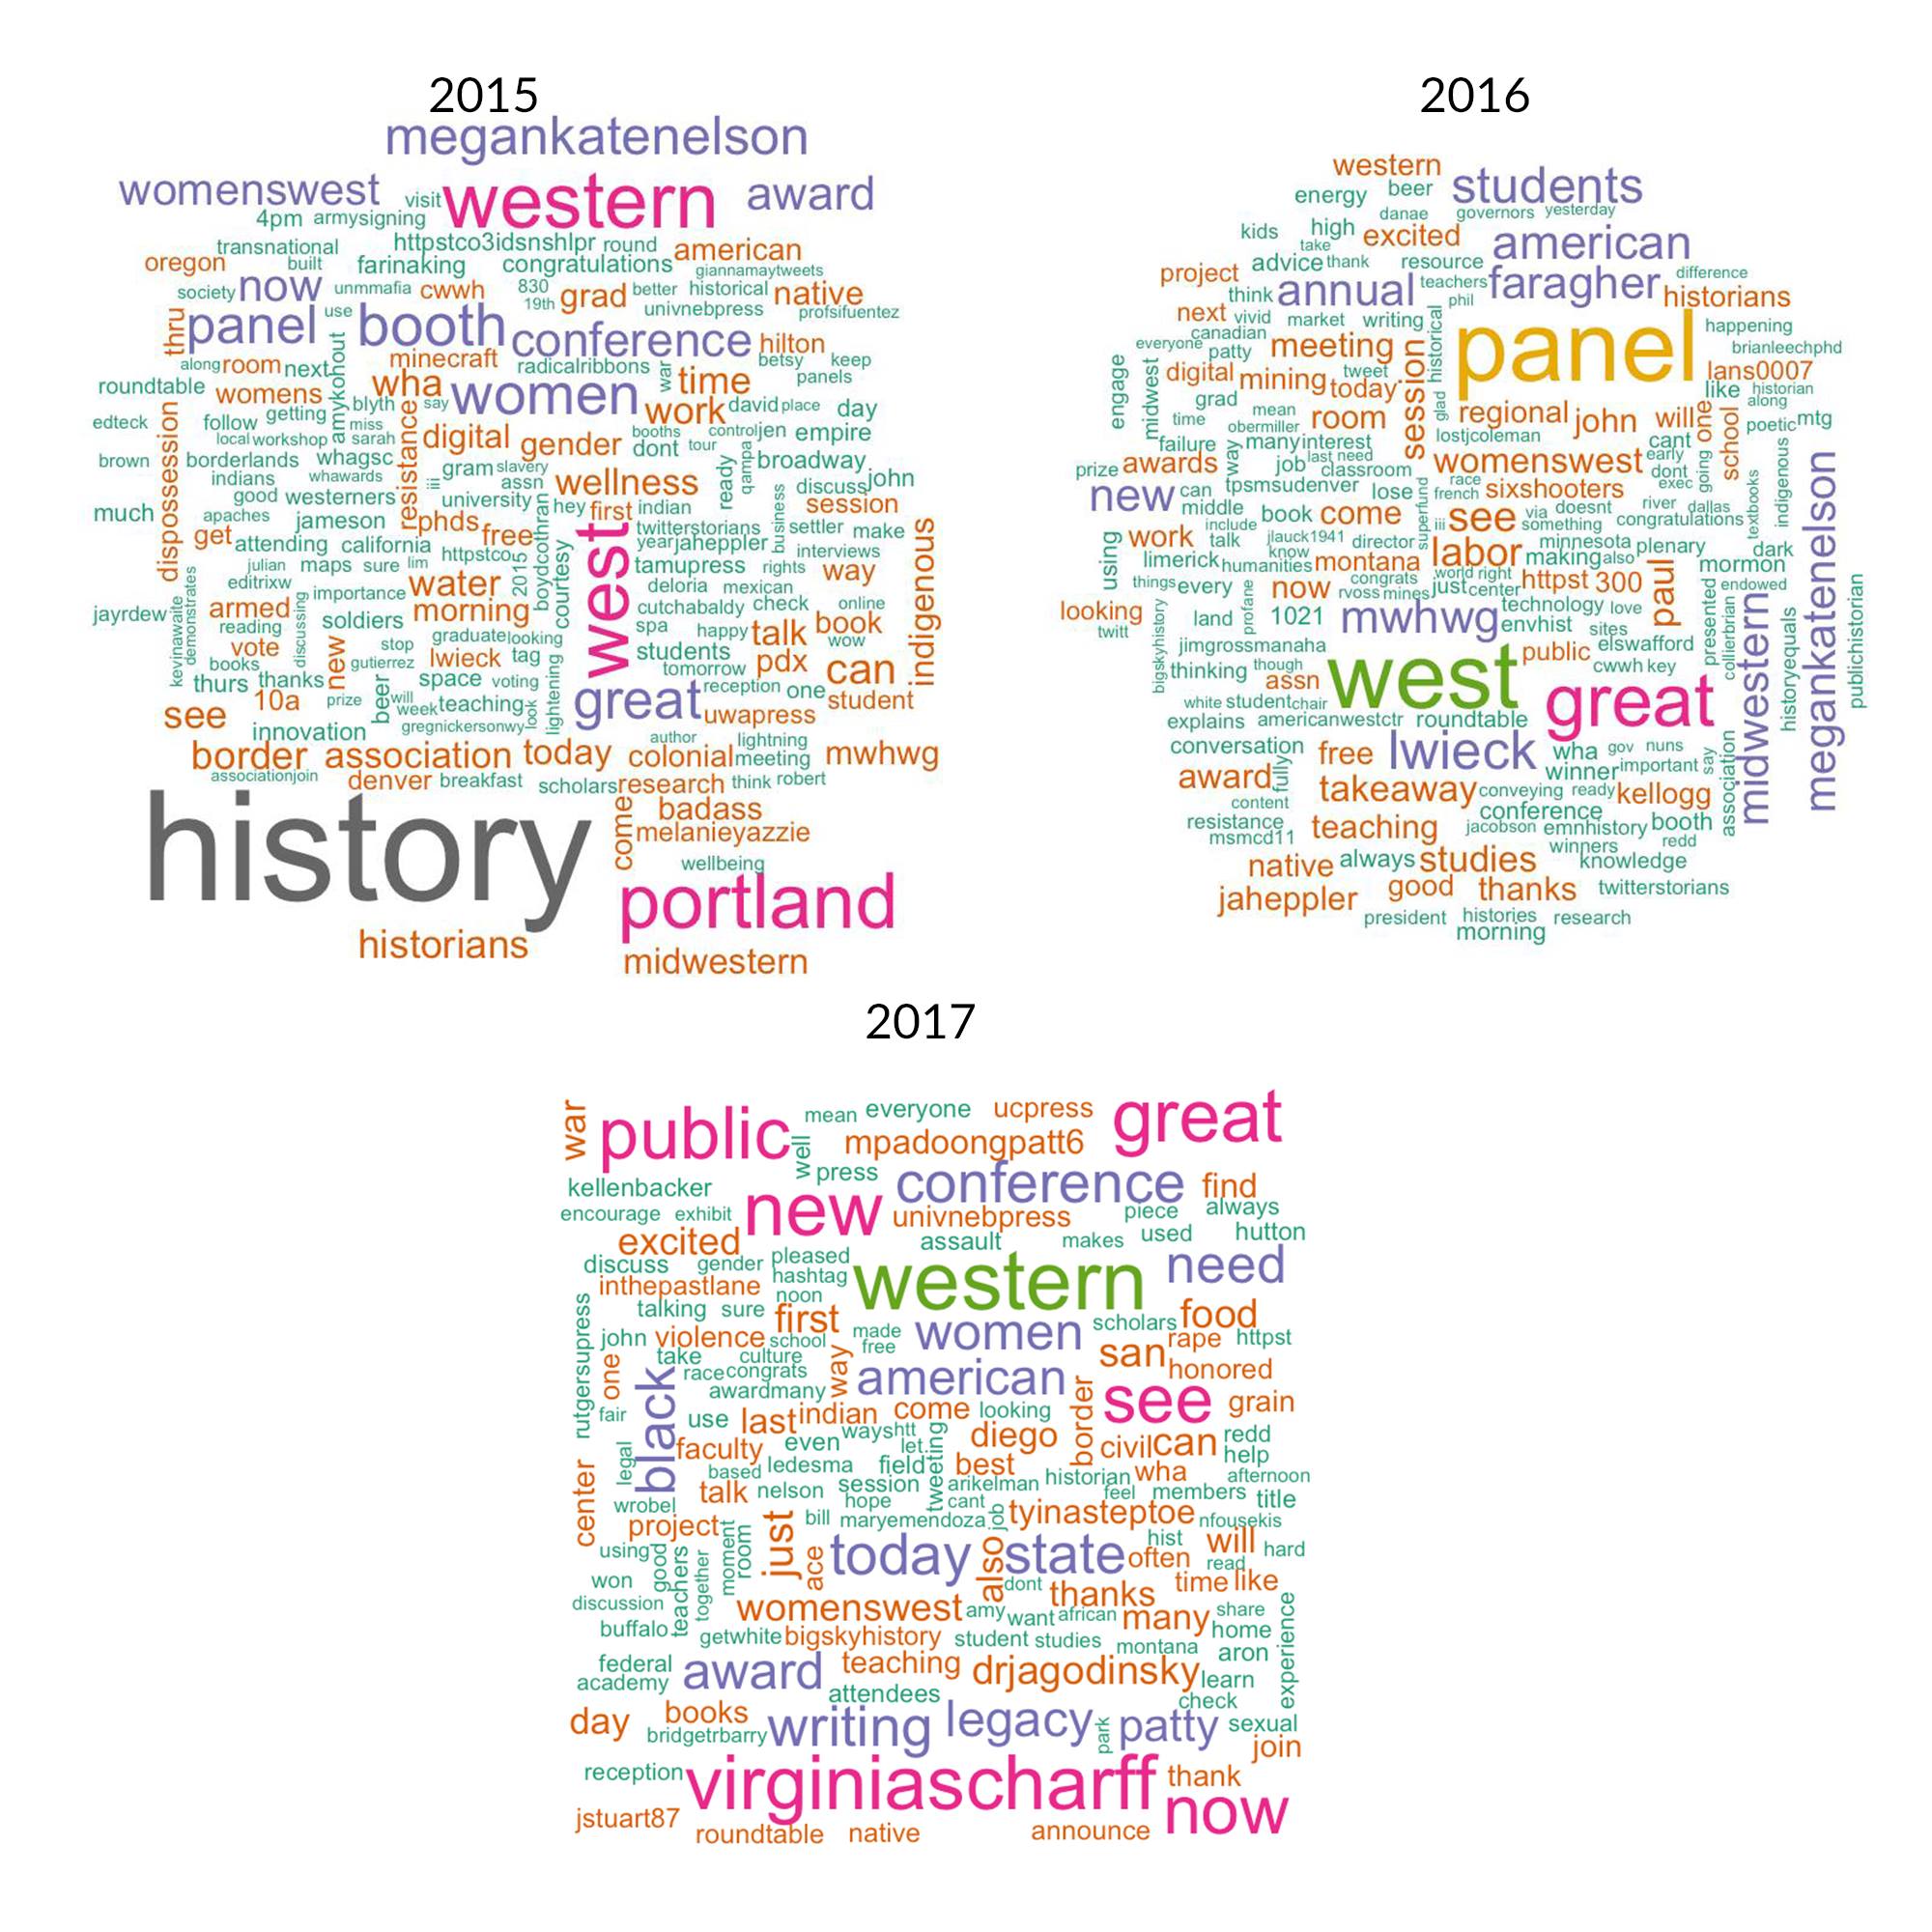 2015
megankatenelson
womenswest visit western award
4pm armysigning
transnational httpstco3idsnshlpr round american
oregon built farinaking congratulations giannamaytweets
society now unmmafia cwwh 830 grad better historical native
19th univnebpress profsifuentez
thru panel use booth conference hilton
minecraft radicalribbons betsy keep
along room next amykohout wha women war time panels
roundtable womens blyth say work david place day
edteck follow getting miss
dispossession local workshop sarah resistance digital gender booths dont tour control jen empire
brown borderlands whagsc gram slavery ready qampa broadway
indians whawards iii assn wellness discuss john
good westerners university session
much apaches jameson phds hey first indian twitterstorians business settler make
get attending california httpstco free boydcothran west year jaheppler interviews indigenous
julian maps sure lim 2015 courtesy tamupress rights way
editrixw importance water deloria mexican
jayrdew kevinawaite demonstrates armed discussing soldiers morning cutchabaldy check online
reading spa happy talk book
vote new stop graduate looking students wow
books gutierrez lwieck tag tomorrow pdx can
thurs thanks space voting lightening great reception one
see 10a prize beer will week teaching look uwapress student
innovation gregnickersonwy author lightning
border association today colonial meeting mwhwg
associationjoin denver breakfast scholars research think robert
history come badass
melanieyazzie
wellbeing
portland
historians
midwestern
2016
western
energy beer students
danae governors yesterday
kids high take excited american
project advice thank resource teachers faragher difference
think annual phil historians
next vivid market writing historical panel happening
canadian brianleechphd
everyone patty meeting session
engage midwest digital mining tweet today lans0007
grad like historian
time mean room glad regional john will one along
obermiller lostjcoleman school poetic mtg
failure way many interest cant
prize awards job last need classroom womenswest early dont going
new can tpsmsudenver lose race french sixshooters exec textbooks indigenous megankatenelson
middle book come superfund iii see via doesnt river dallas
include something congratulations
work talk jlauck1941 director labor minnesota plenary dark
using limerick know humanities montana making also mormon
things every now congrats world right just center httpst 300 paul endowed
looking rvoss mines technology love presented midwestern publichistorian
twitt bigskyhistory land profane 1021 mwhwg envhist sites collierbrian
jimgrossmanaha elswafford historyequals
thinking though west public cwwh key
assn great
white student chair
explains americanwestctr roundtable
conversation free lwieck wha gov nuns say association
award fully winner important
takeaway conveying ready kellogg
content conference
resistance teaching jacobson emnhistory booth
msmcd11 winners redd
native always studies knowledge
jaheppler good thanks twitterstorians
president histories research
morning
2017
war public mean everyone ucpress great
well mpadoongpatt6
press conference find
kellenbacker
encourage exhibit new univnebpress piece always
excited assault makes used hutton
discuss gender pleased western need
inthepastlane hashtag
rutgersupress talking sure noon first scholars food
john violence school made women rape httpst
take culture way free san
one race congrats american honored
black awardmany border see grain
fair use last indian come looking
wayshtt
legal faculty even let tweeting diego civil can redd
based ledesma field best help
center talk nelson session arikelman historian wha afternoon
wrobel hope cant feel members title
project bill maryemendoza job tyinasteptoe nfousekis
using good moment room just today also state hist will hard
won teachers together ace often read
dont thanks time like
discussion womenswest amy want african many share experience
buffalo getwhite bigskyhistory student studies montana home
federal award teaching drjagodinsky aron
academy learn
attendees check
day books writing legacy park patty sexual
bridgetrbarry join
reception virginiascharff thank
jstuart87 now
roundtable native announce